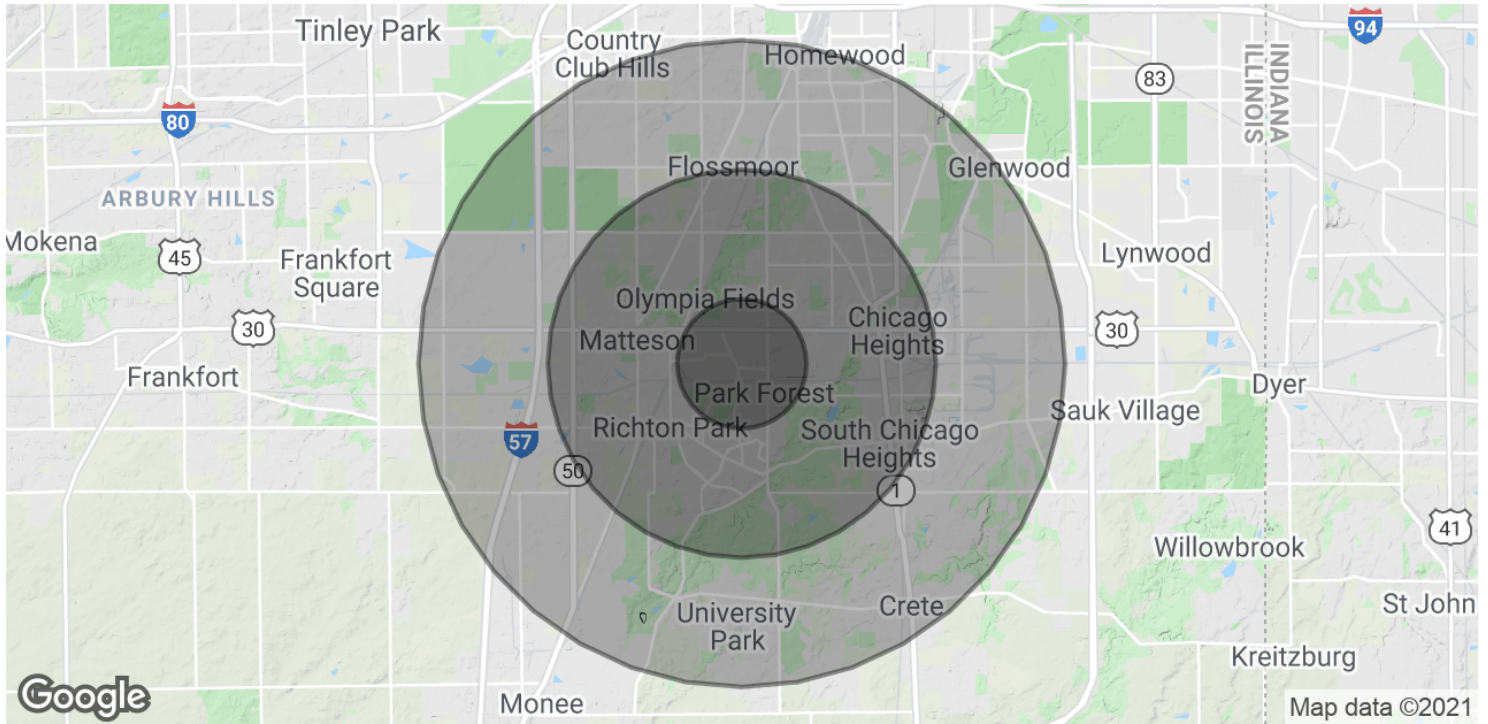 Tinley Park
Country
Club Hills
Homewood
94
83
INDIANA
ILLINOIS
80
Flossmoor
Glenwood
ARBURY HILLS
Mokena
45
Frankfort
Square
Lynwood
Olympia Fields
30
Matteson
Chicago
Heights
30
Frankfort
Park Forest
Dyer
Sauk Village
Richton Park
South Chicago
Heights
57
50
1
41
Willowbrook
University
Park
Crete
St John
Kreitzburg
Google
Monee
Map data ©2021